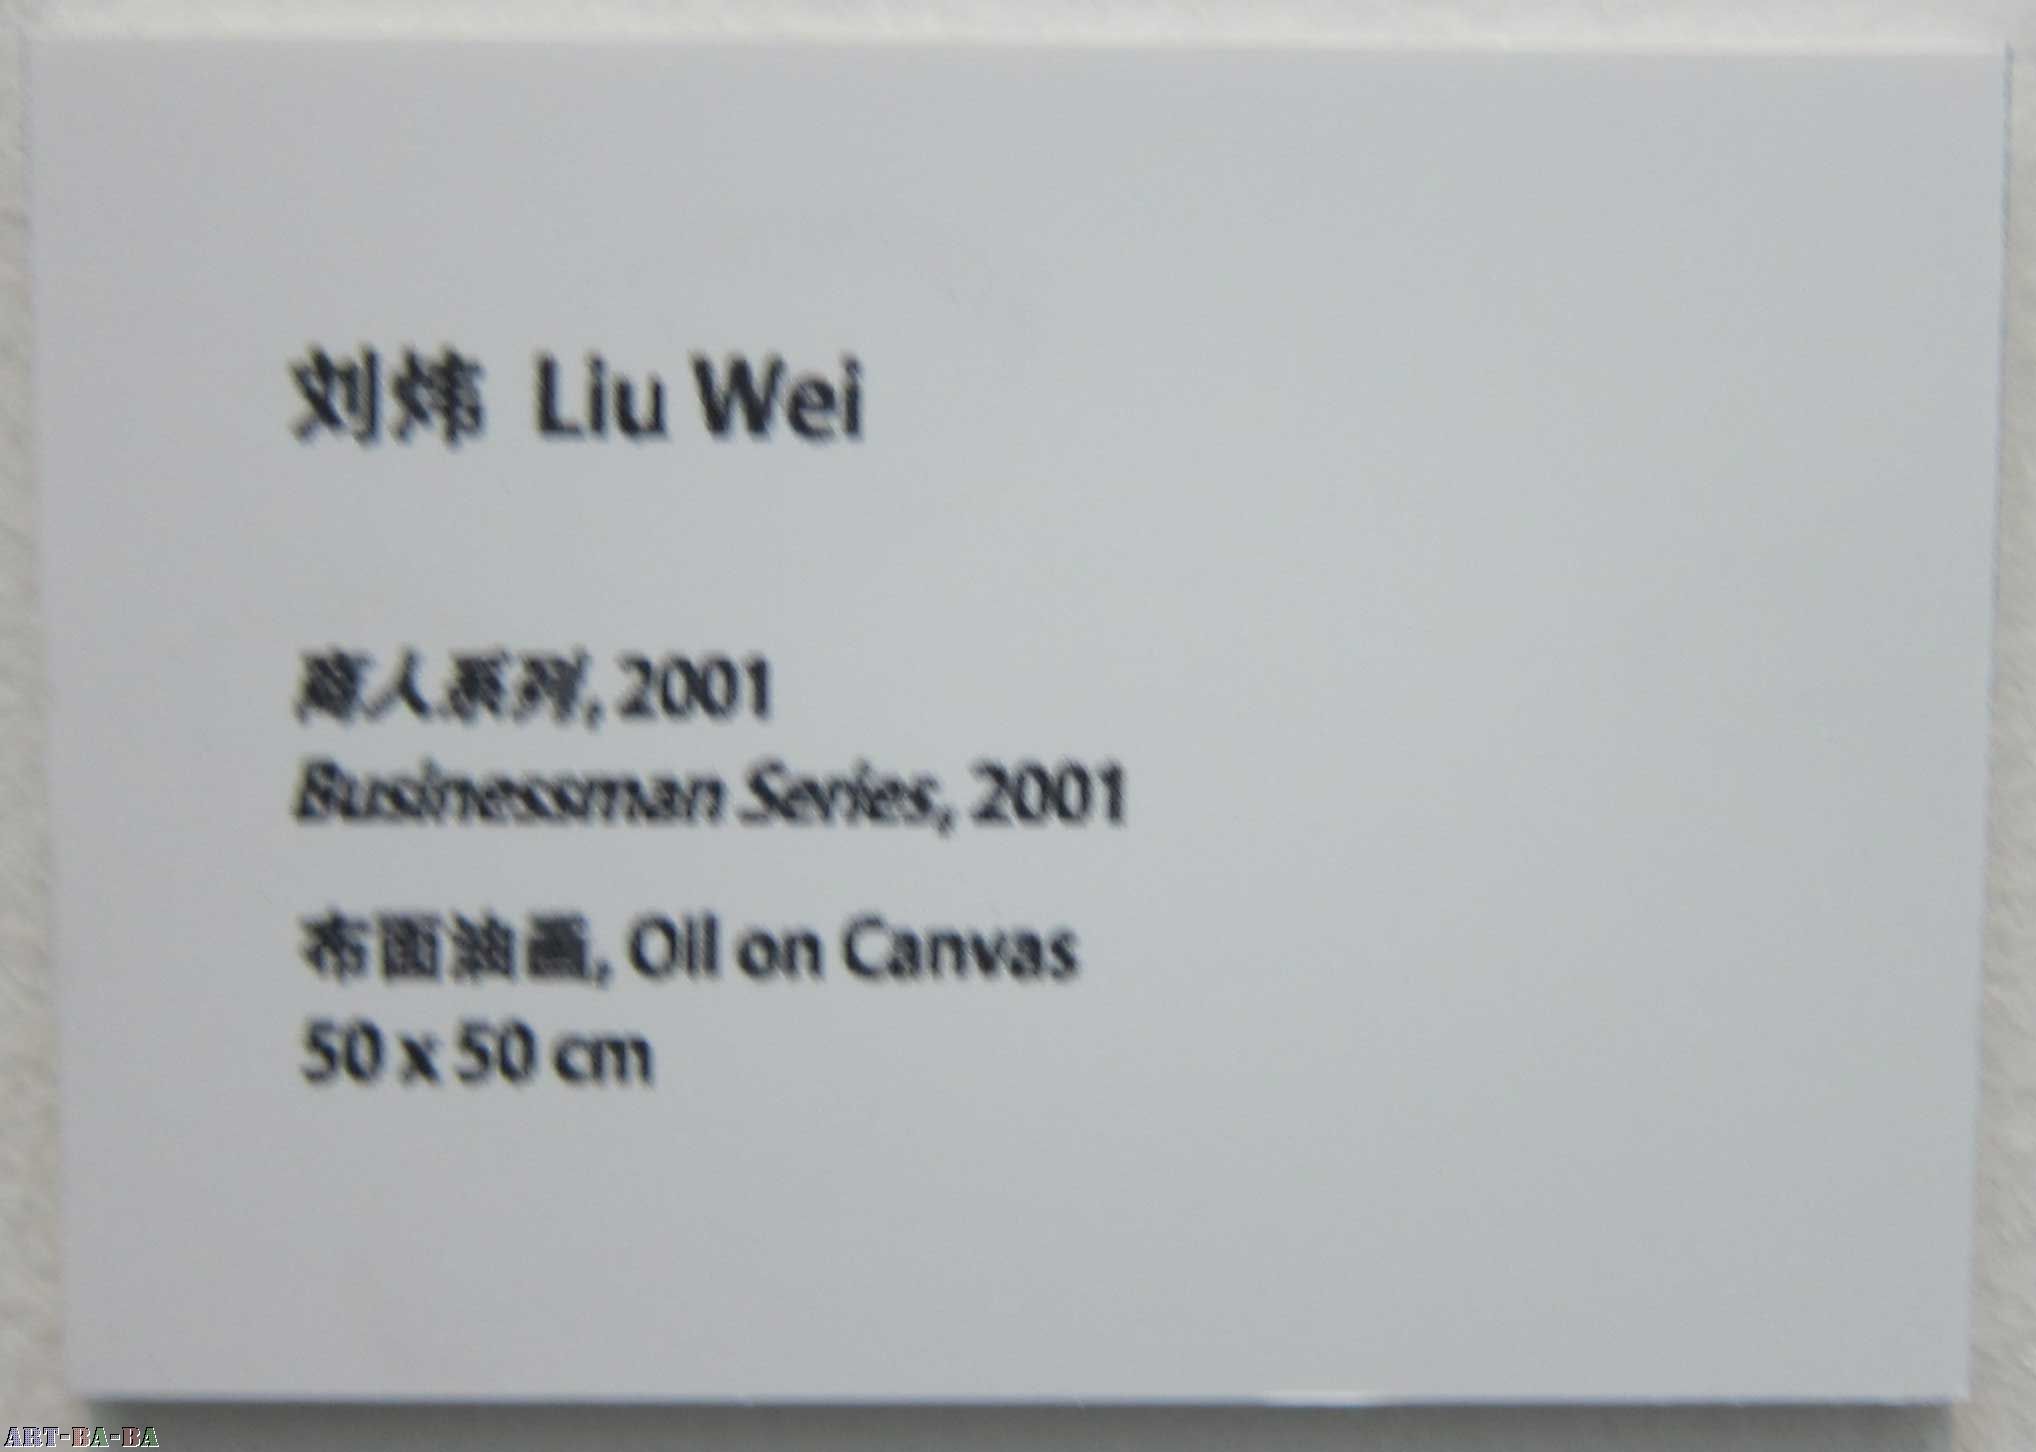 刘炜 Liu Wei
商人系列, 2001
Businessman Series, 2001
布面油画, Oil on Canvas
50 x 50 cm
ART-BA-BA